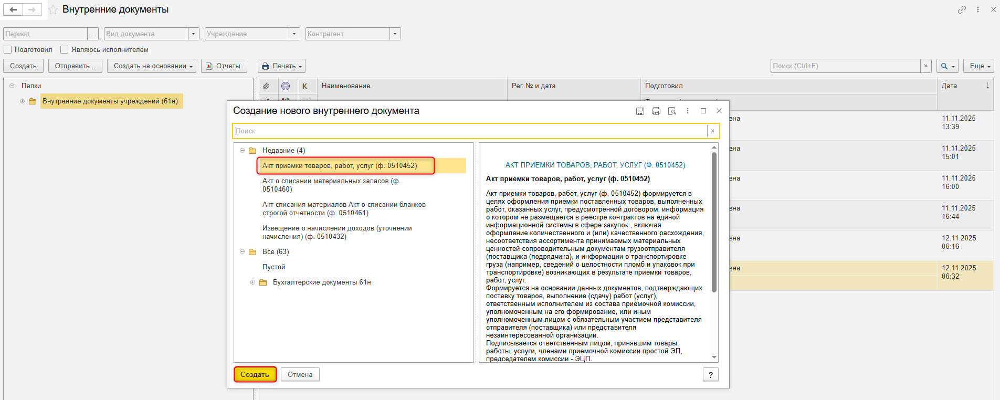 Внутренние документы
Период
...
Вид документа
Учреждение
Контрагент
Подготовил
Являюсь исполнителем
Создать
Отправить...
Создать на основании
Отчеты
Печать
Поиск (Ctrl+F)
Еще
Папки
Внутренние документы учреждений (61н)
К
Наименование
Рег. № и дата
Подготовил
Дата
вна
11.11.2025
13:39
вна
11.11.2025
15:01
вна
11.11.2025
16:00
вна
11.11.2025
16:44
вна
12.11.2025
06:16
вна
12.11.2025
06:32
Создание нового внутреннего документа
Поиск
Недавние (4)
Акт приемки товаров, работ, услуг (ф. 0510452)
Акт о списании материальных запасов (ф.
0510460)
Акт списания материалов Акт о списании бланков
строгой отчетности (ф. 0510461)
Извещение о начислении доходов (уточнении
начисления) (ф. 0510432)
Все (63)
Пустой
Бухгалтерские документы 61н
АКТ ПРИЕМКИ ТОВАРОВ, РАБОТ, УСЛУГ (Ф. 0510452)
Акт приемки товаров, работ, услуг (ф. 0510452)
Акт приемки товаров, работ, услуг (ф. 0510452) формируется в
целях оформления приемки поставленных товаров, выполненных
работ, оказанных услуг, предусмотренной договором, информация
о котором не размещается в реестре контрактов на единой
информационной системы в сфере закупок , включая
оформление количественного и (или) качественного расхождения,
несоответствия ассортимента принимаемых материальных
ценностей сопроводительным документам грузоотправителя
(поставщика (подрядчика), и информации о транспортировке
груза (например, сведений о целостности пломб и упаковок при
транспортировке) возникающих в результате приемки товаров,
работ, услуг.
Формируется на основании данных документов, подтверждающих
поставку товаров, выполнение (сдачу) работ (услуг),
ответственным исполнителем из состава приемочной комиссии,
уполномоченным на его формирование, или иным
уполномоченным лицом с обязательным участием представителя
отправителя (поставщика) или представителя
незаинтересованной организации.
Подписывается ответственным лицом, принявшим товары,
работы, услуги, членами приемочной комиссии простой ЭП,
председателем комиссии - ЭЦП.
Создать
Отмена
?